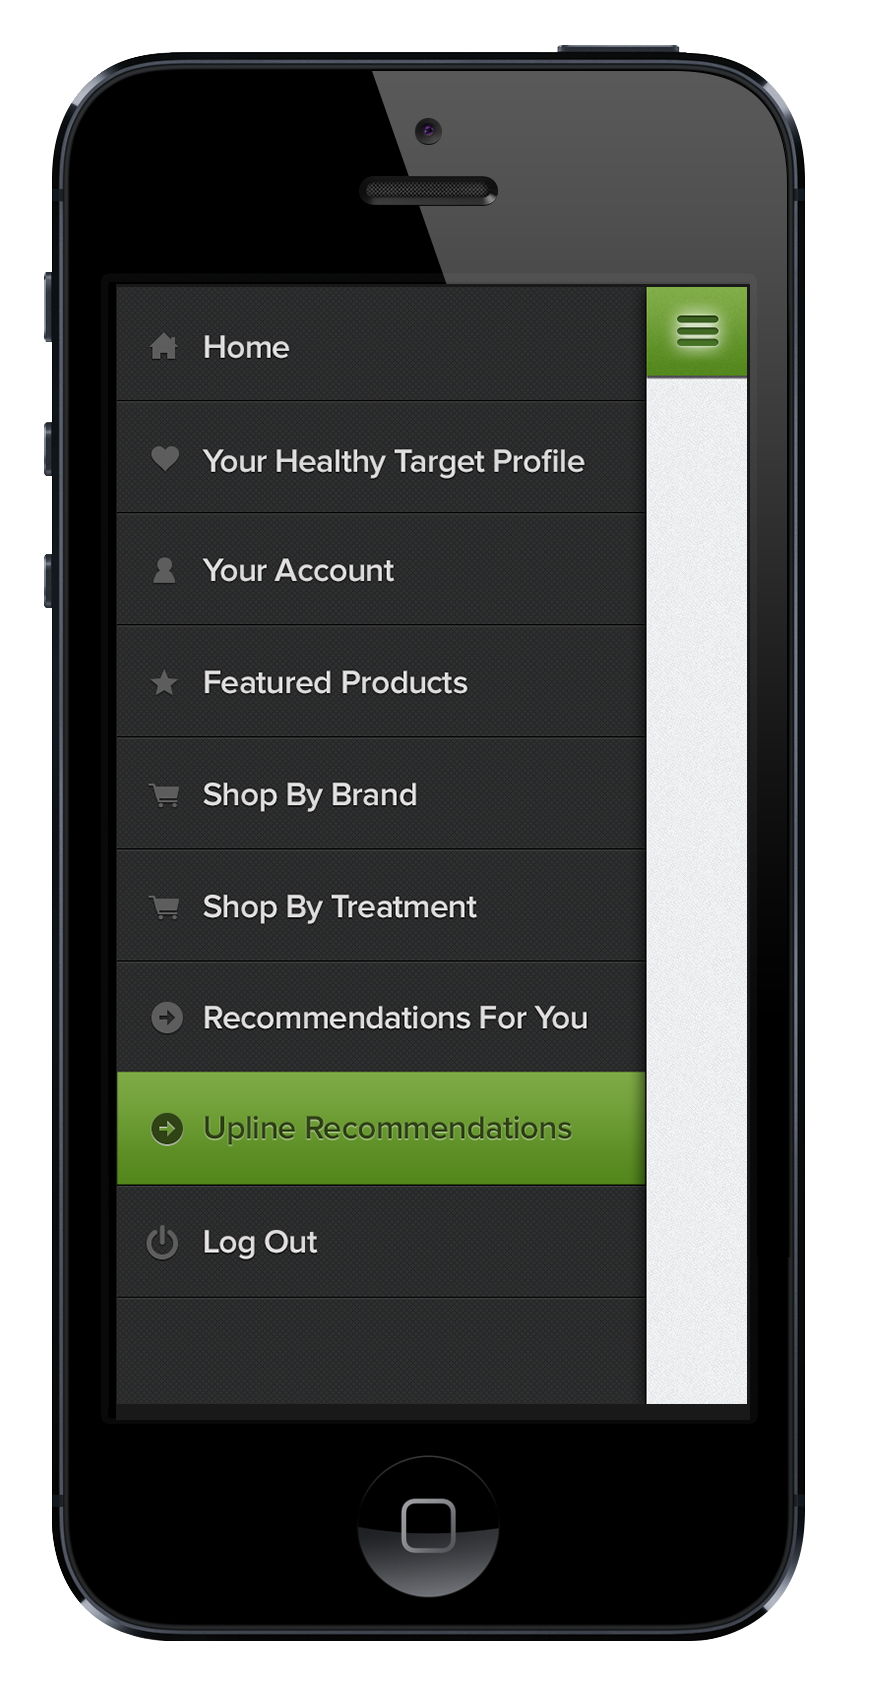 Home
Your Healthy Target Profile
Your Account
Featured Products
Shop By Brand
Shop By Treatment
Recommendations For You
Upline Recommendations
Log Out